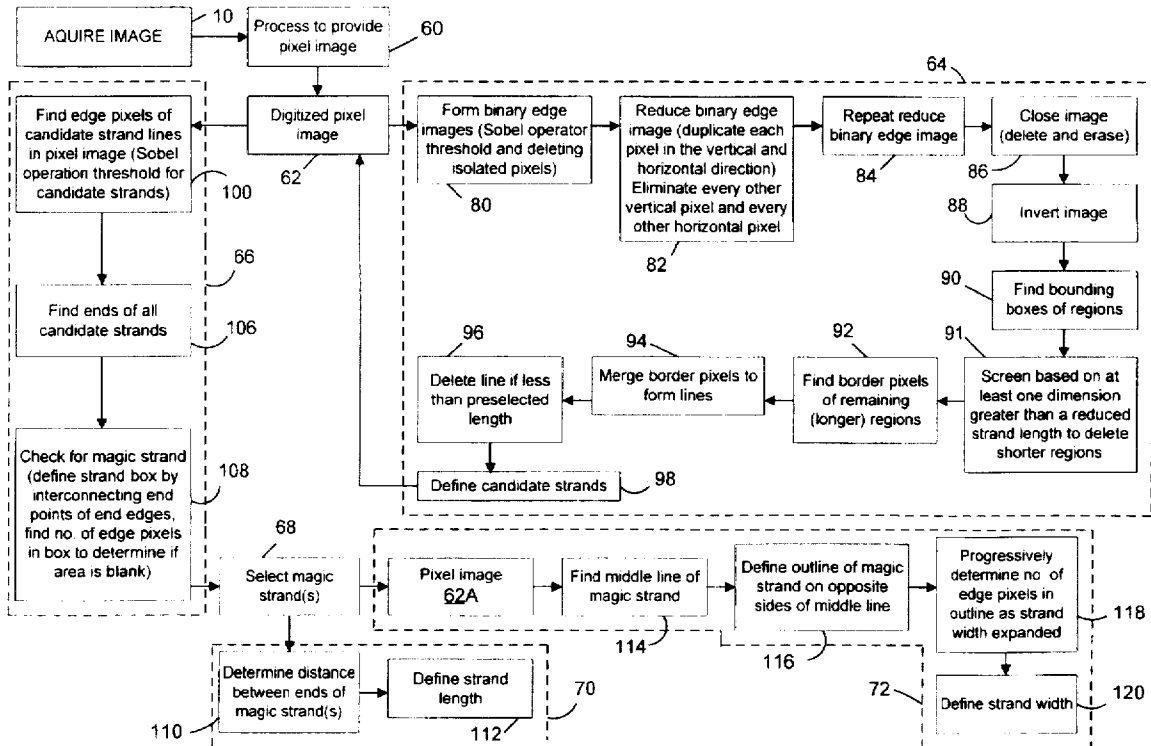 10
AQUIRE IMAGE
Process to provide
pixel image
60
64
Find edge pixels of
candidate strand lines
in pixel image (Sobel
operation threshold for
candidate strands)
100
Digitized pixel
image
62
Form binary edge
images (Sobel operator
threshold and deleting
isolated pixels)
80
Reduce binary edge
image (duplicate each
pixel in the vertical and
horizontal direction)
Eliminate every other
vertical pixel and every
other horizontal pixel
82
Repeat reduce
binary edge image
84
Close image
(delete and erase)
86
88
Invert image
90
Find bounding
boxes of regions
66
Find ends of all
candidate strands
106
91
Screen based on at
least one dimension
greater than a reduced
strand length to delete
shorter regions
92
Find border pixels
of remaining
(longer) regions
94
Merge border pixels to
form lines
96
Delete line if less
than preselected
length
Define candidate strands
98
Check for magic strand
(define strand box by
interconnecting end
points of end edges,
find no. of edge pixels
in box to determine if
area is blank)
108
68
Select magic
strand(s)
Pixel image
62A
Find middle line of
magic strand
114
Define outline of magic
strand on opposite
sides of middle line
116
Progressively
determine no. of
edge pixels in
outline as strand
width expanded
118
Determine distance
between ends of
magic strand(s)
110
Define strand
length
112
70
72
Define strand width
120